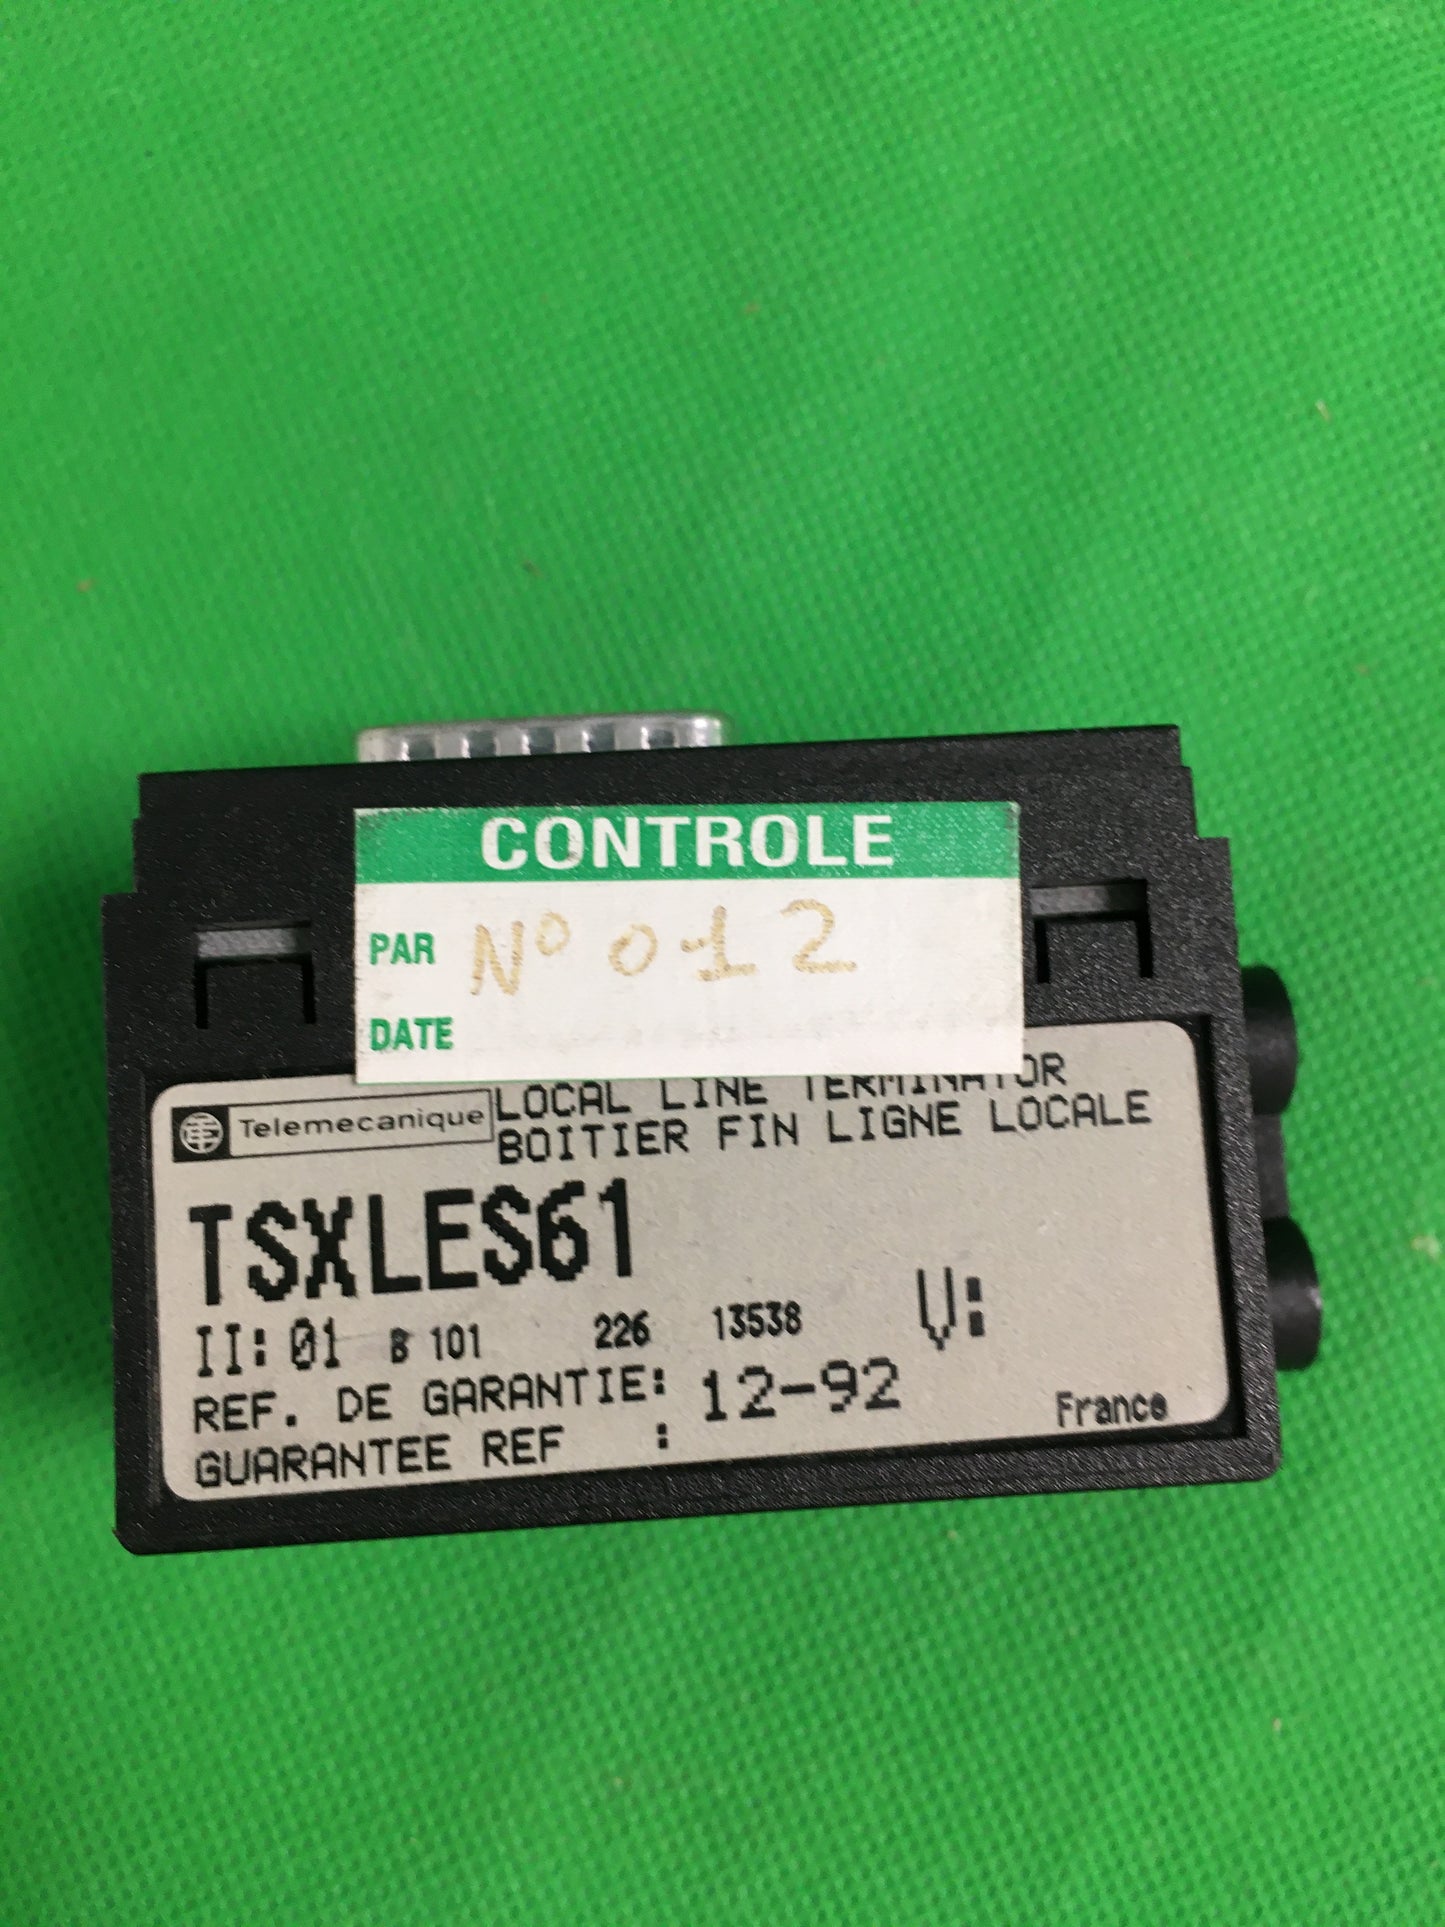 CONTROLE
PAR N° 012
DATE
Telemecanique
LOCAL LINE TERMINATOR
BOITIER FIN LIGNE LOCALE
TSXLES61
II: 01 B 101 226 13538 V:
REF. DE GARANTIE: 12-92
GUARANTEE REF :
France